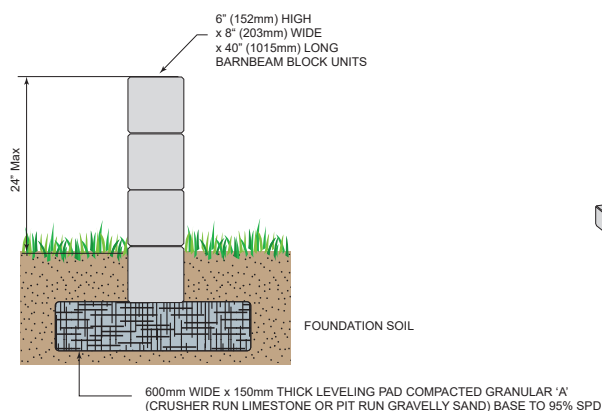 6" (152mm) HIGH
x 8" (203mm) WIDE
x 40" (1015mm) LONG
BARNBEAM BLOCK UNITS
24" Max
FOUNDATION SOIL
600mm WIDE x 150mm THICK LEVELING PAD COMPACTED GRANULAR 'A'
(CRUSHER RUN LIMESTONE OR PIT RUN GRAVELLY SAND) BASE TO 95% SPD